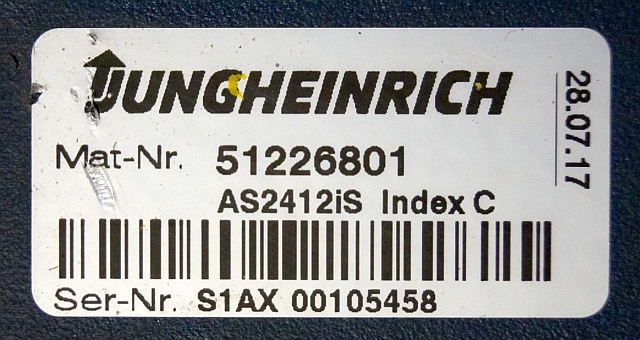 JUNGHEINRICH
28.07.17
Mat-Nr. 51226801
AS2412iS Index C
Ser-Nr. S1AX 00105458